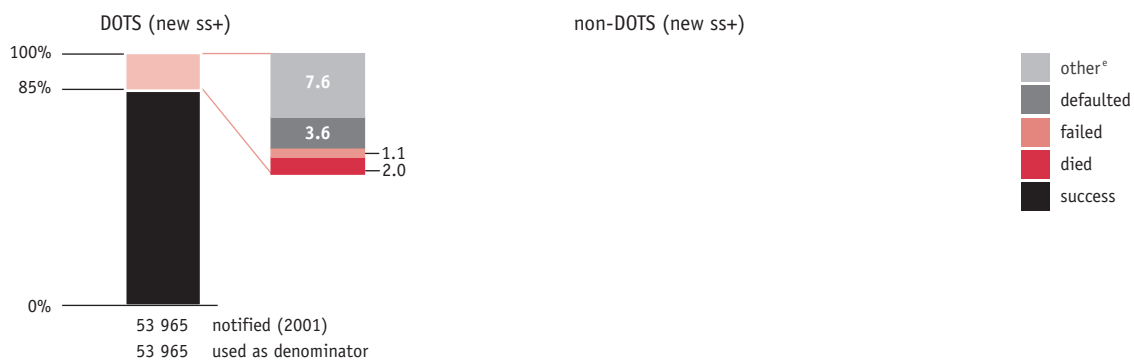 DOTS (new ss+)
non-DOTS (new ss+)
100%
85%
0%
7.6
3.6
1.1
2.0
53 965 notified (2001)
53 965 used as denominator
other e
defaulted
failed
died
success